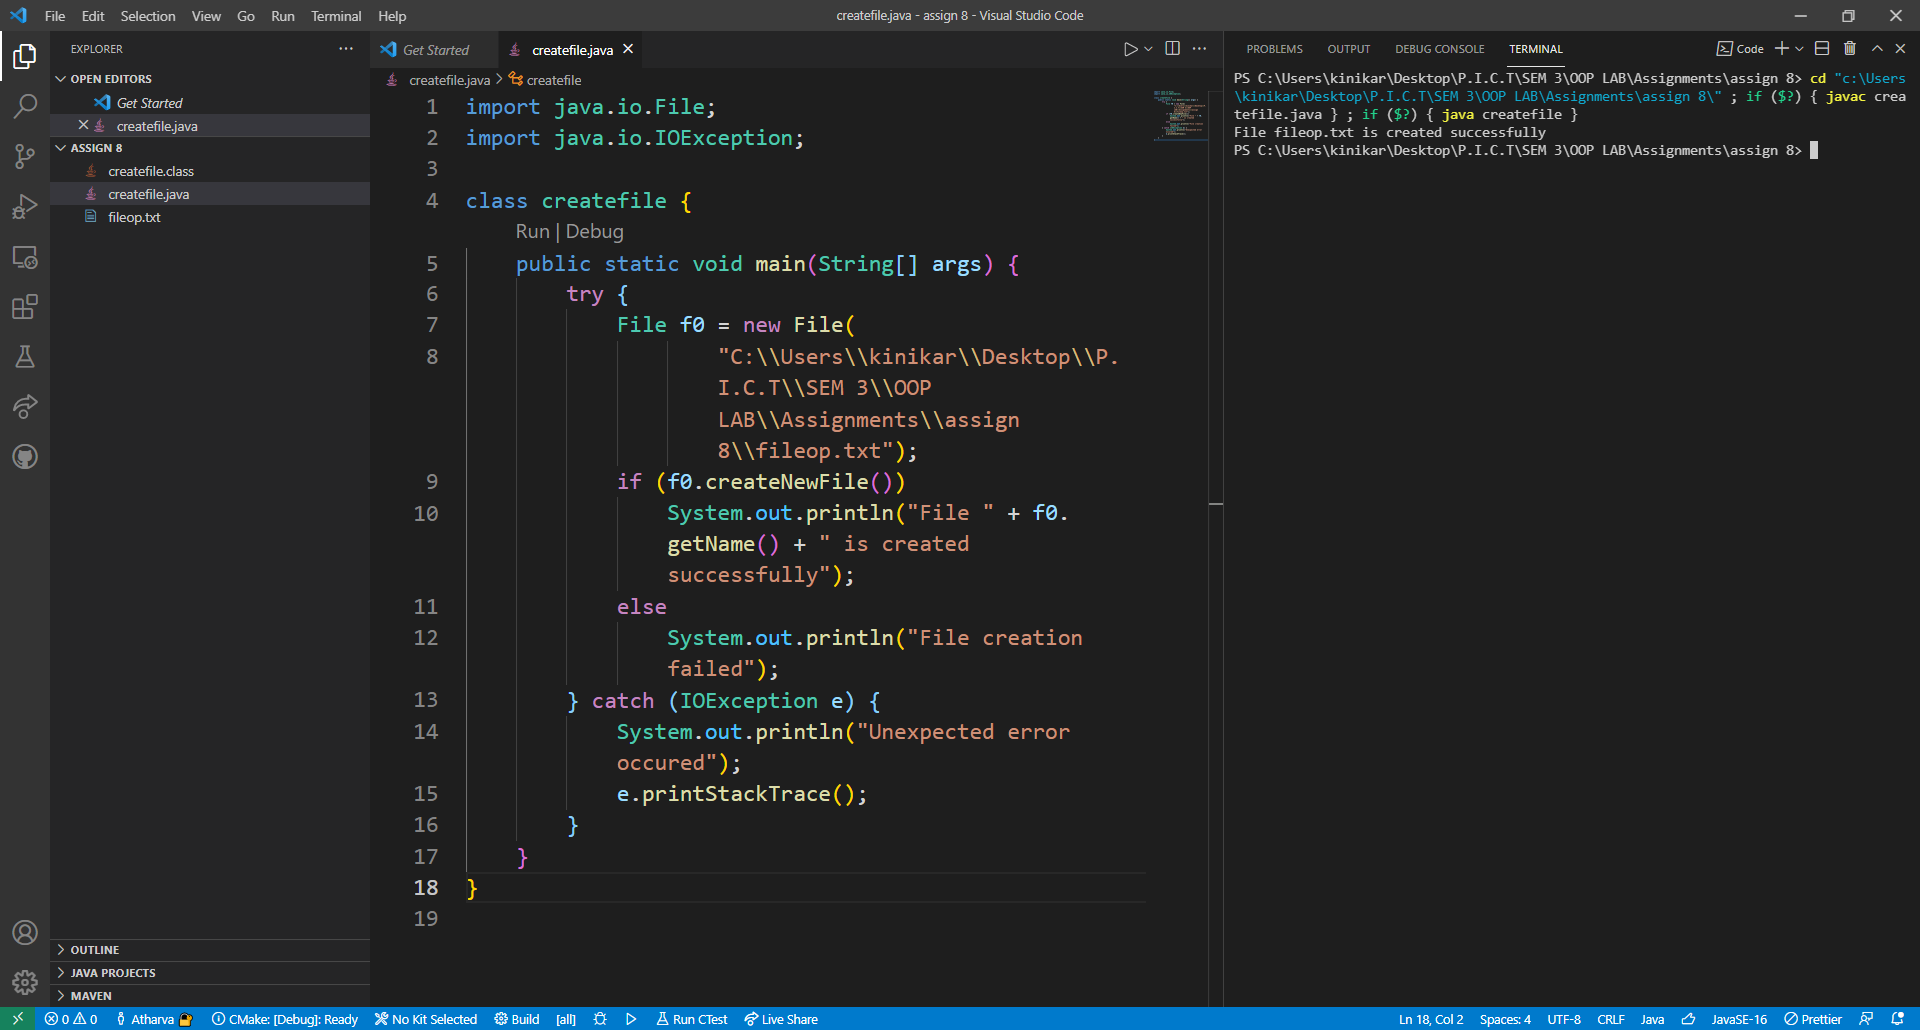 File Edit Selection View Go Run Terminal Help
createfile.java - assign 8 - Visual Studio Code
EXPLORER
OPEN EDITORS
Get Started
createfile.java
ASSIGN 8
createfile.class
createfile.java
fileop.txt
OUTLINE
JAVA PROJECTS
MAVEN
Get Started createfile.java
createfile.java > createfile
1 import java.io.File;
2 import java.io.IOException;
3
4 class createfile {
Run | Debug
5 public static void main(String[] args) {
6 try {
7 File f0 = new File(
8 "C:\\Users\\kinikar\\Desktop\\P.
I.C.T\\SEM 3\\OOP
LAB\\Assignments\\assign
8\\fileop.txt");
9 if (f0.createNewFile())
10 System.out.println("File " + f0.
getName() + " is created
successfully");
11 else
12 System.out.println("File creation
failed");
13 } catch (IOException e) {
14 System.out.println("Unexpected error
occured");
15 e.printStackTrace();
16 }
17 }
18 }
19
PROBLEMS OUTPUT DEBUG CONSOLE TERMINAL Code
PS C:\Users\kinikar\Desktop\P.I.C.T\SEM 3\OOP LAB\Assignments\assign 8> cd "c:\Users
\kinikar\Desktop\P.I.C.T\SEM 3\OOP LAB\Assignments\assign 8\" ; if ($?) { javac crea
tefile.java } ; if ($?) { java createfile }
File fileop.txt is created successfully
PS C:\Users\kinikar\Desktop\P.I.C.T\SEM 3\OOP LAB\Assignments\assign 8>
0 0 Atharva CMake: [Debug]: Ready No Kit Selected Build [all] Run CTest Live Share Ln 18, Col 2 Spaces: 4 UTF-8 CRLF Java JavaSE-16 Prettier